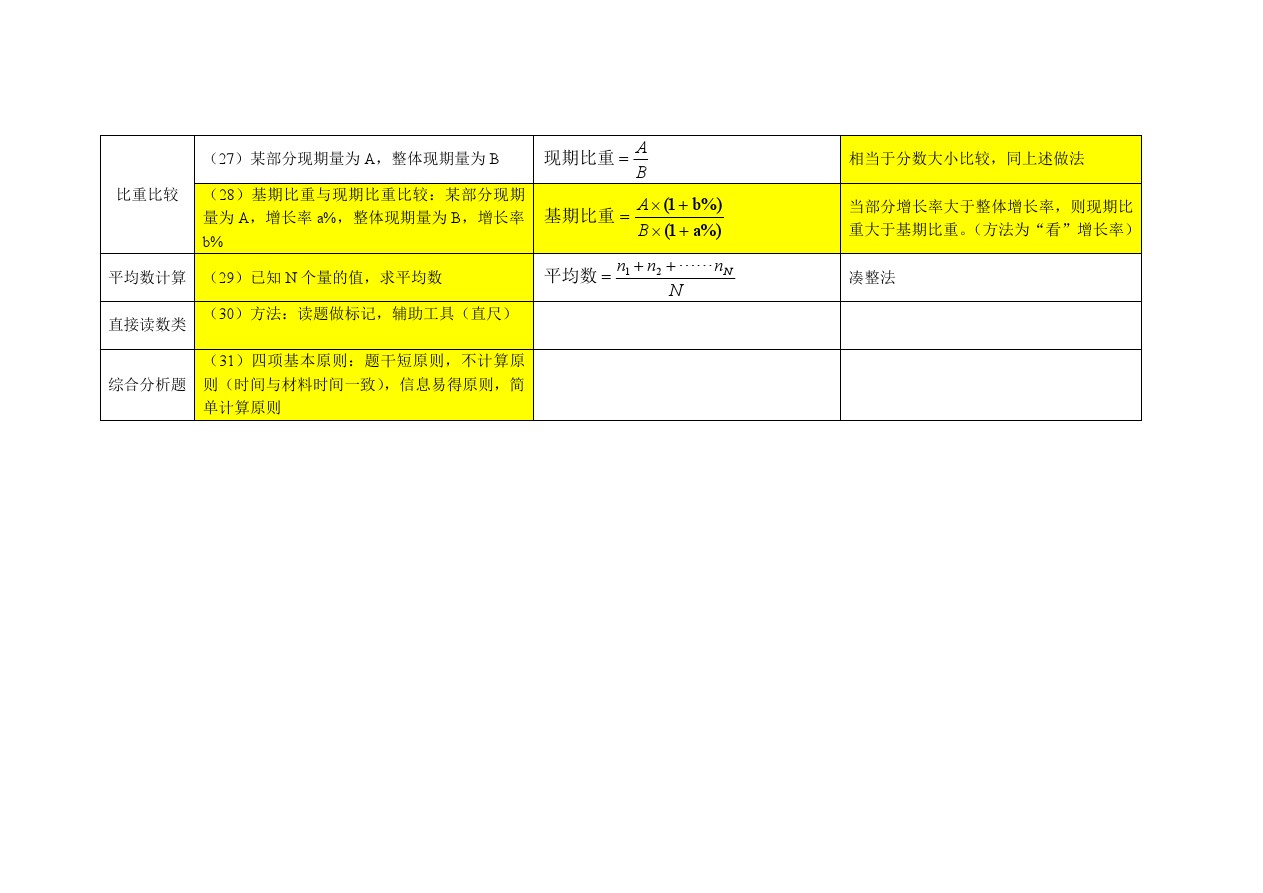 比重比较
（27）某部分现期量为 A，整体现期量为 B
现期比重 = A/B
相当于分数大小比较，同上述做法
（28）基期比重与现期比重比较：某部分现期
量为 A，增长率 a%，整体现期量为 B，增长率
b%
基期比重 = A×(1+b%)/B×(1+a%)
当部分增长率大于整体增长率，则现期比
重大于基期比重。（方法为“看”增长率）
平均数计算
（29）已知 N 个量的值，求平均数
平均数 = n₁+n₂+······n_N/N
凑整法
直接读数类
（30）方法：读题做标记，辅助工具（直尺）
综合分析题
（31）四项基本原则：题干短原则，不计算原
则（时间与材料时间一致），信息易得原则，简
单计算原则